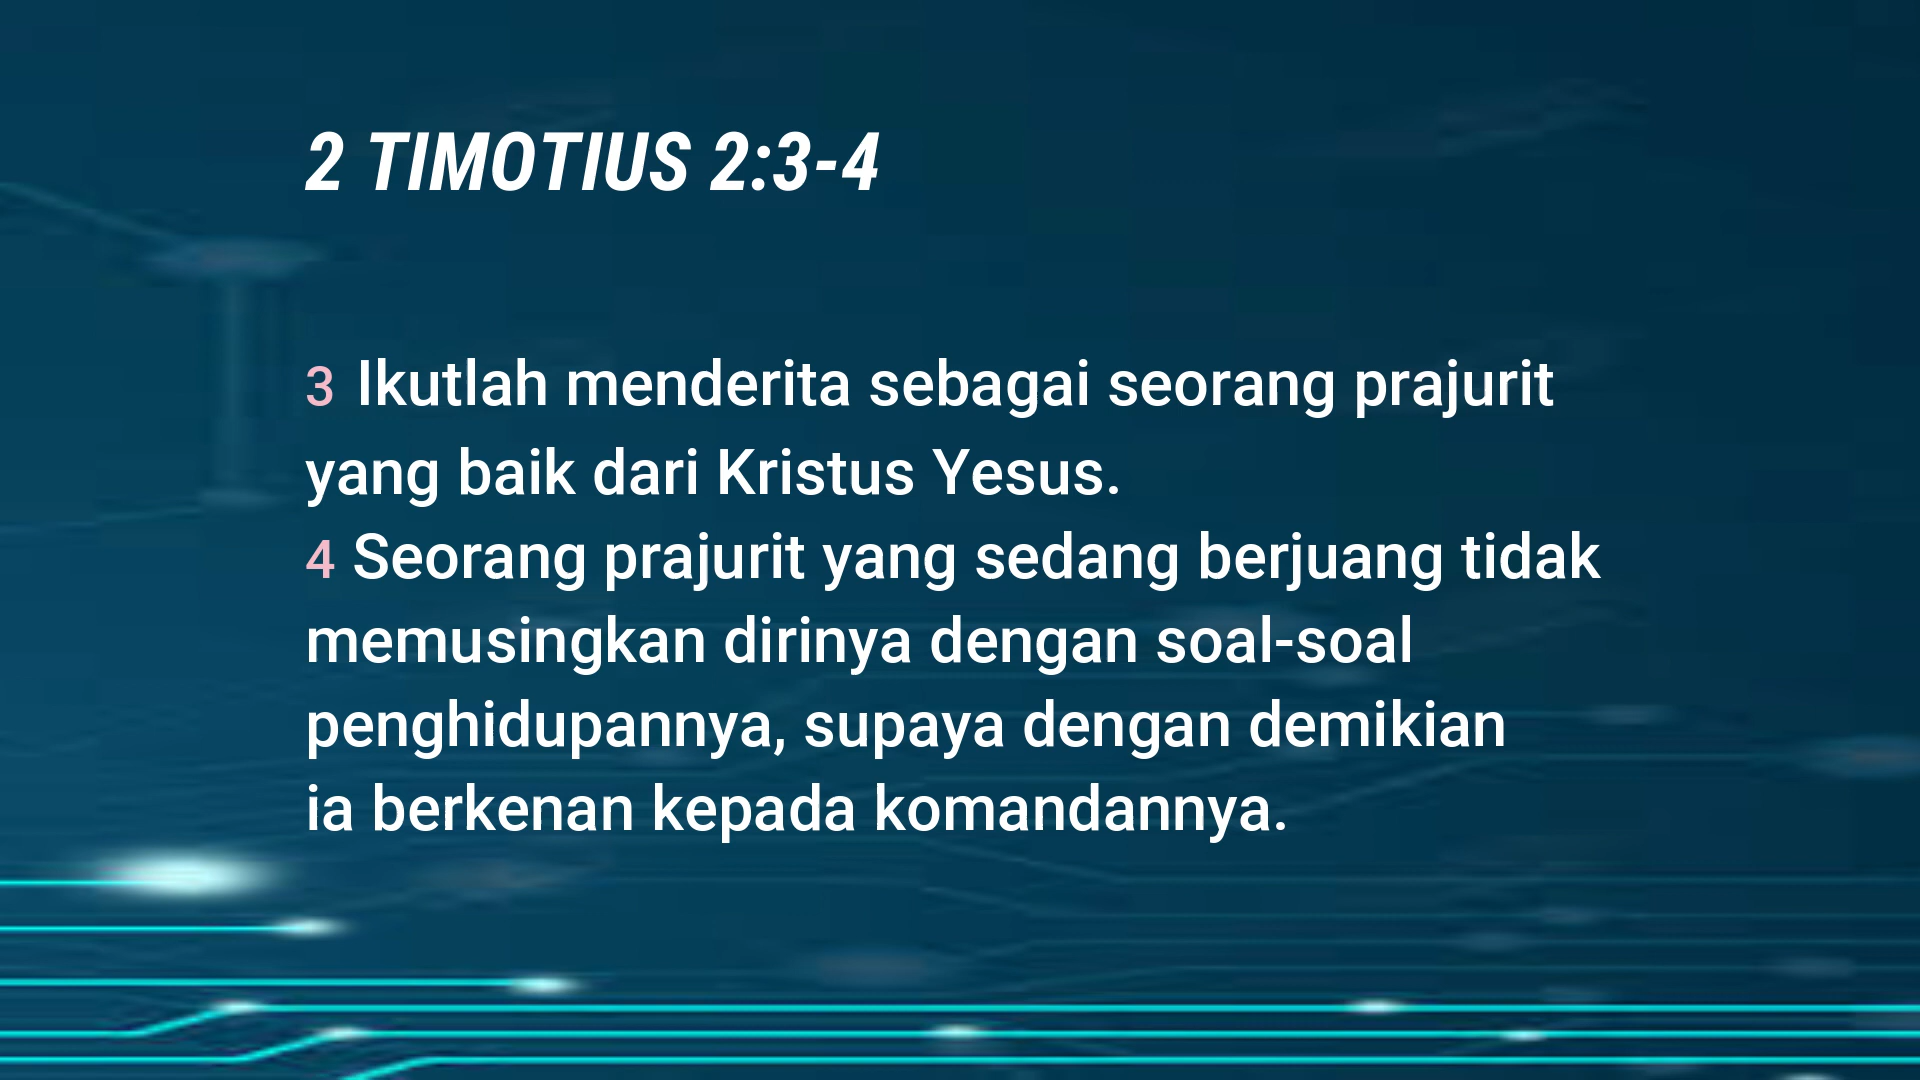 2 TIMOTIUS 2:3-4
3 Ikutlah menderita sebagai seorang prajurit
yang baik dari Kristus Yesus.
4 Seorang prajurit yang sedang berjuang tidak
memusingkan dirinya dengan soal-soal
penghidupannya, supaya dengan demikian
ia berkenan kepada komandannya.